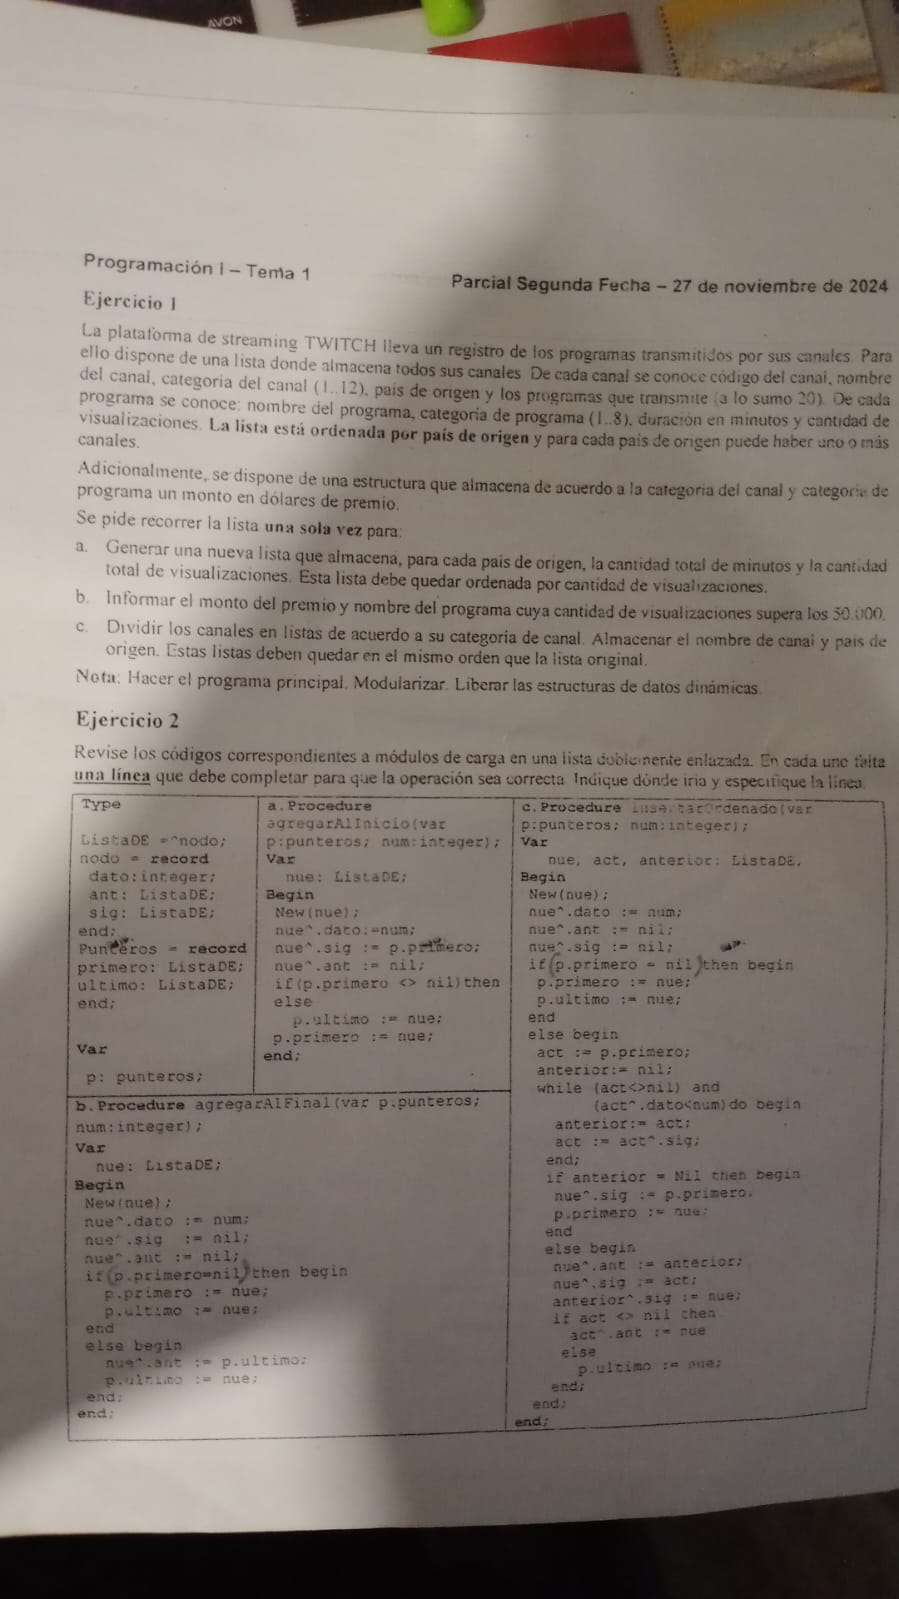 AVON
Programación I – Tema 1
Parcial Segunda Fecha – 27 de noviembre de 2024
Ejercicio 1
La plataforma de streaming TWITCH lleva un registro de los programas transmitidos por sus canales. Para
ello dispone de una lista donde almacena todos sus canales. De cada canal se conoce código del canal, nombre
del canal, categoría del canal (1..12), país de origen y los programas que transmite (a lo sumo 20). De cada
programa se conoce: nombre del programa, categoría de programa (1..8), duración en minutos y cantidad de
visualizaciones. La lista está ordenada por país de origen y para cada país de origen puede haber uno o más
canales.
Adicionalmente, se dispone de una estructura que almacena de acuerdo a la categoría del canal y categoría de
programa un monto en dólares de premio.
Se pide recorrer la lista una sola vez para:
a. Generar una nueva lista que almacena, para cada país de origen, la cantidad total de minutos y la cantidad
total de visualizaciones. Esta lista debe quedar ordenada por cantidad de visualizaciones.
b. Informar el monto del premio y nombre del programa cuya cantidad de visualizaciones supera los 50.000.
c. Dividir los canales en listas de acuerdo a su categoría de canal. Almacenar el nombre de canal y país de
origen. Estas listas deben quedar en el mismo orden que la lista original.
Nota: Hacer el programa principal. Modularizar. Liberar las estructuras de datos dinámicas.
Ejercicio 2
Revise los códigos correspondientes a módulos de carga en una lista doblemente enlazada. En cada uno falta
una línea que debe completar para que la operación sea correcta. Indique dónde iría y especifique la línea.
Type
ListaDE =^nodo;
nodo = record
dato:integer;
ant: ListaDE;
sig: ListaDE;
end;
Punteros = record
primero: ListaDE;
ultimo: ListaDE;
end;
Var
p: punteros;
a.Procedure
agregarAlInicio(var
p:punteros; num:integer);
Var
nue: ListaDE;
Begin
New(nue);
nue^.dato:=num;
nue^.sig := p.primero;
nue^.ant := nil;
if(p.primero <> nil)then
else
p.ultimo := nue;
p.primero := nue;
end;
b.Procedure agregarAlFinal(var p:punteros;
num:integer);
Var
nue: ListaDE;
Begin
New(nue);
nue^.dato := num;
nue^.sig := nil;
nue^.ant := nil;
if(p.primero=nil)then begin
p.primero := nue;
p.ultimo := nue;
end
else begin
nue^.ant := p.ultimo;
p.ultimo := nue;
end;
end;
c.Procedure InsertarOrdenado(var
p:punteros; num:integer);
Var
nue, act, anterior: ListaDE;
Begin
New(nue);
nue^.dato := num;
nue^.ant := nil;
nue^.sig := nil;
if(p.primero = nil)then begin
p.primero := nue;
p.ultimo := nue;
end
else begin
act := p.primero;
anterior:= nil;
while (act<>nil) and
(act^.dato<num)do begin
anterior:= act;
act := act^.sig;
end;
if anterior = Nil then begin
nue^.sig := p.primero;
p.primero := nue;
end
else begin
nue^.ant := anterior;
nue^.sig := act;
anterior^.sig := nue;
if act <> nil then
act^.ant := nue
else
p.ultimo := nue;
end;
end;
end;